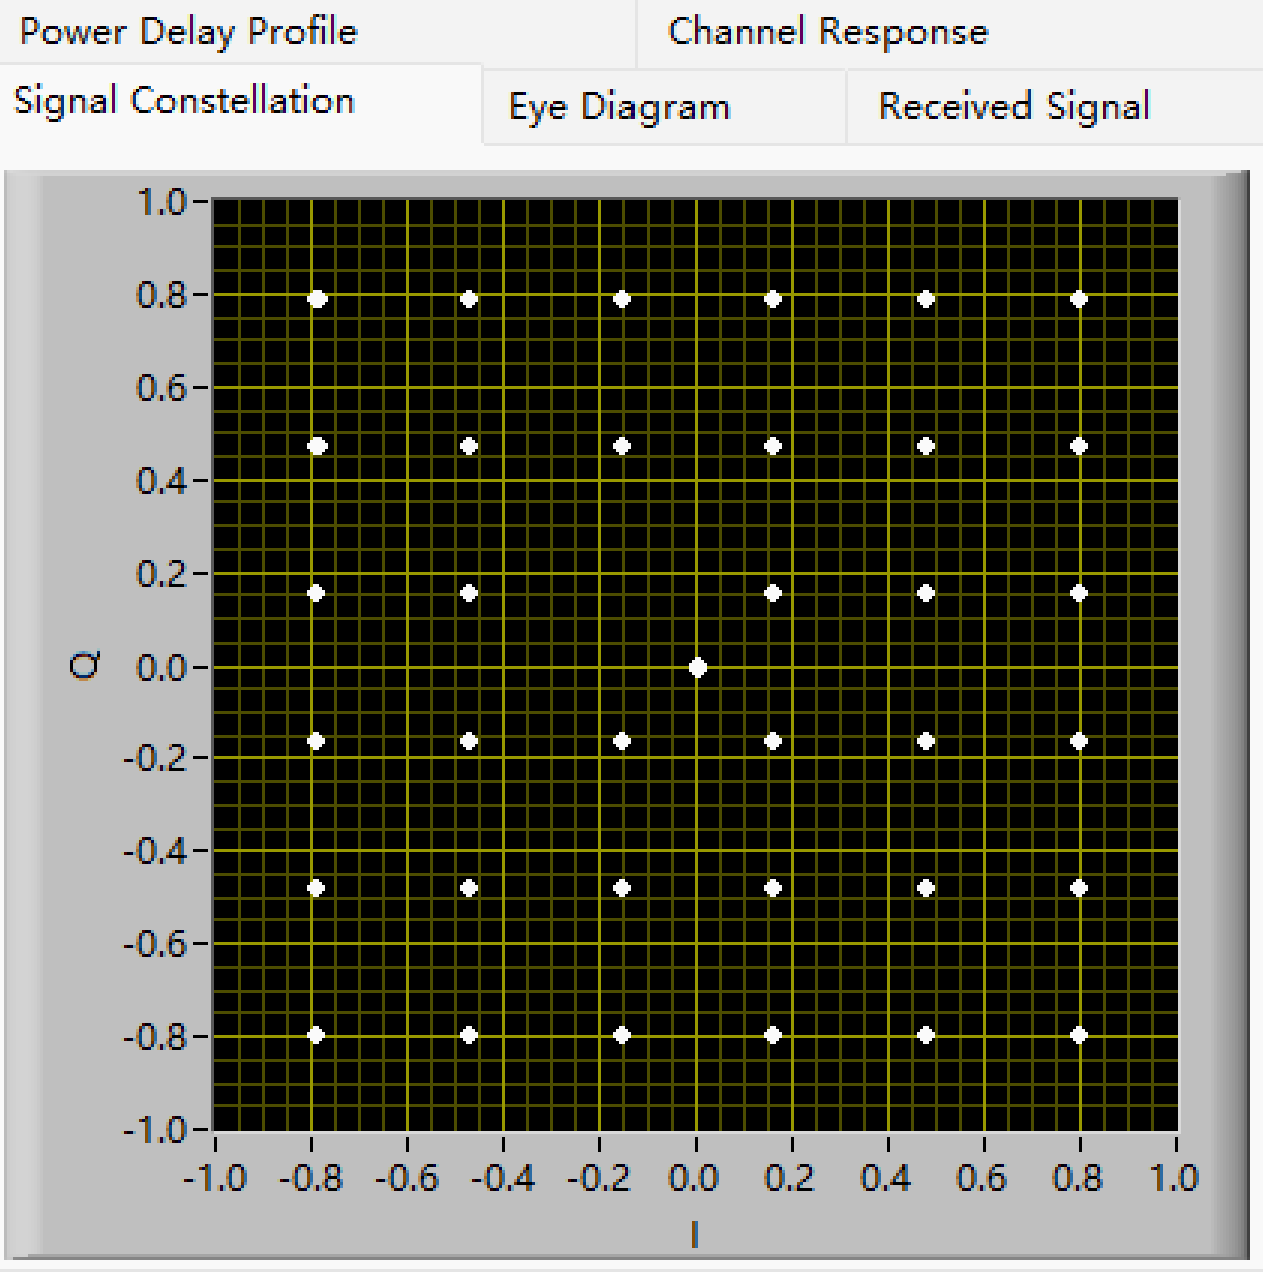 Power Delay Profile
Channel Response
Signal Constellation
Eye Diagram
Received Signal
1.0
0.8
0.6
0.4
0.2
0.0
-0.2
-0.4
-0.6
-0.8
-1.0
Q
-1.0 -0.8 -0.6 -0.4 -0.2 0.0 0.2 0.4 0.6 0.8 1.0
I